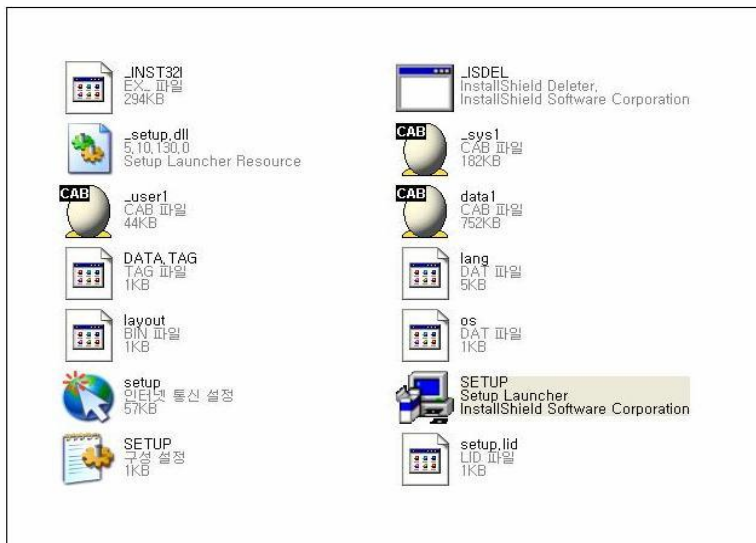 _INST32I
EX_ 파일
294KB
_ISDEL
InstallShield Deleter,
InstallShield Software Corporation
_setup,dll
5,10,130,0
Setup Launcher Resource
CAB
_sys1
CAB 파일
182KB
CAB
_user1
CAB 파일
44KB
CAB
data1
CAB 파일
752KB
DATA,TAG
TAG 파일
1KB
lang
DAT 파일
5KB
layout
BIN 파일
1KB
os
DAT 파일
1KB
setup
인터넷 통신 설정
57KB
SETUP
Setup Launcher
InstallShield Software Corporation
SETUP
구성 설정
1KB
setup,lid
LID 파일
1KB